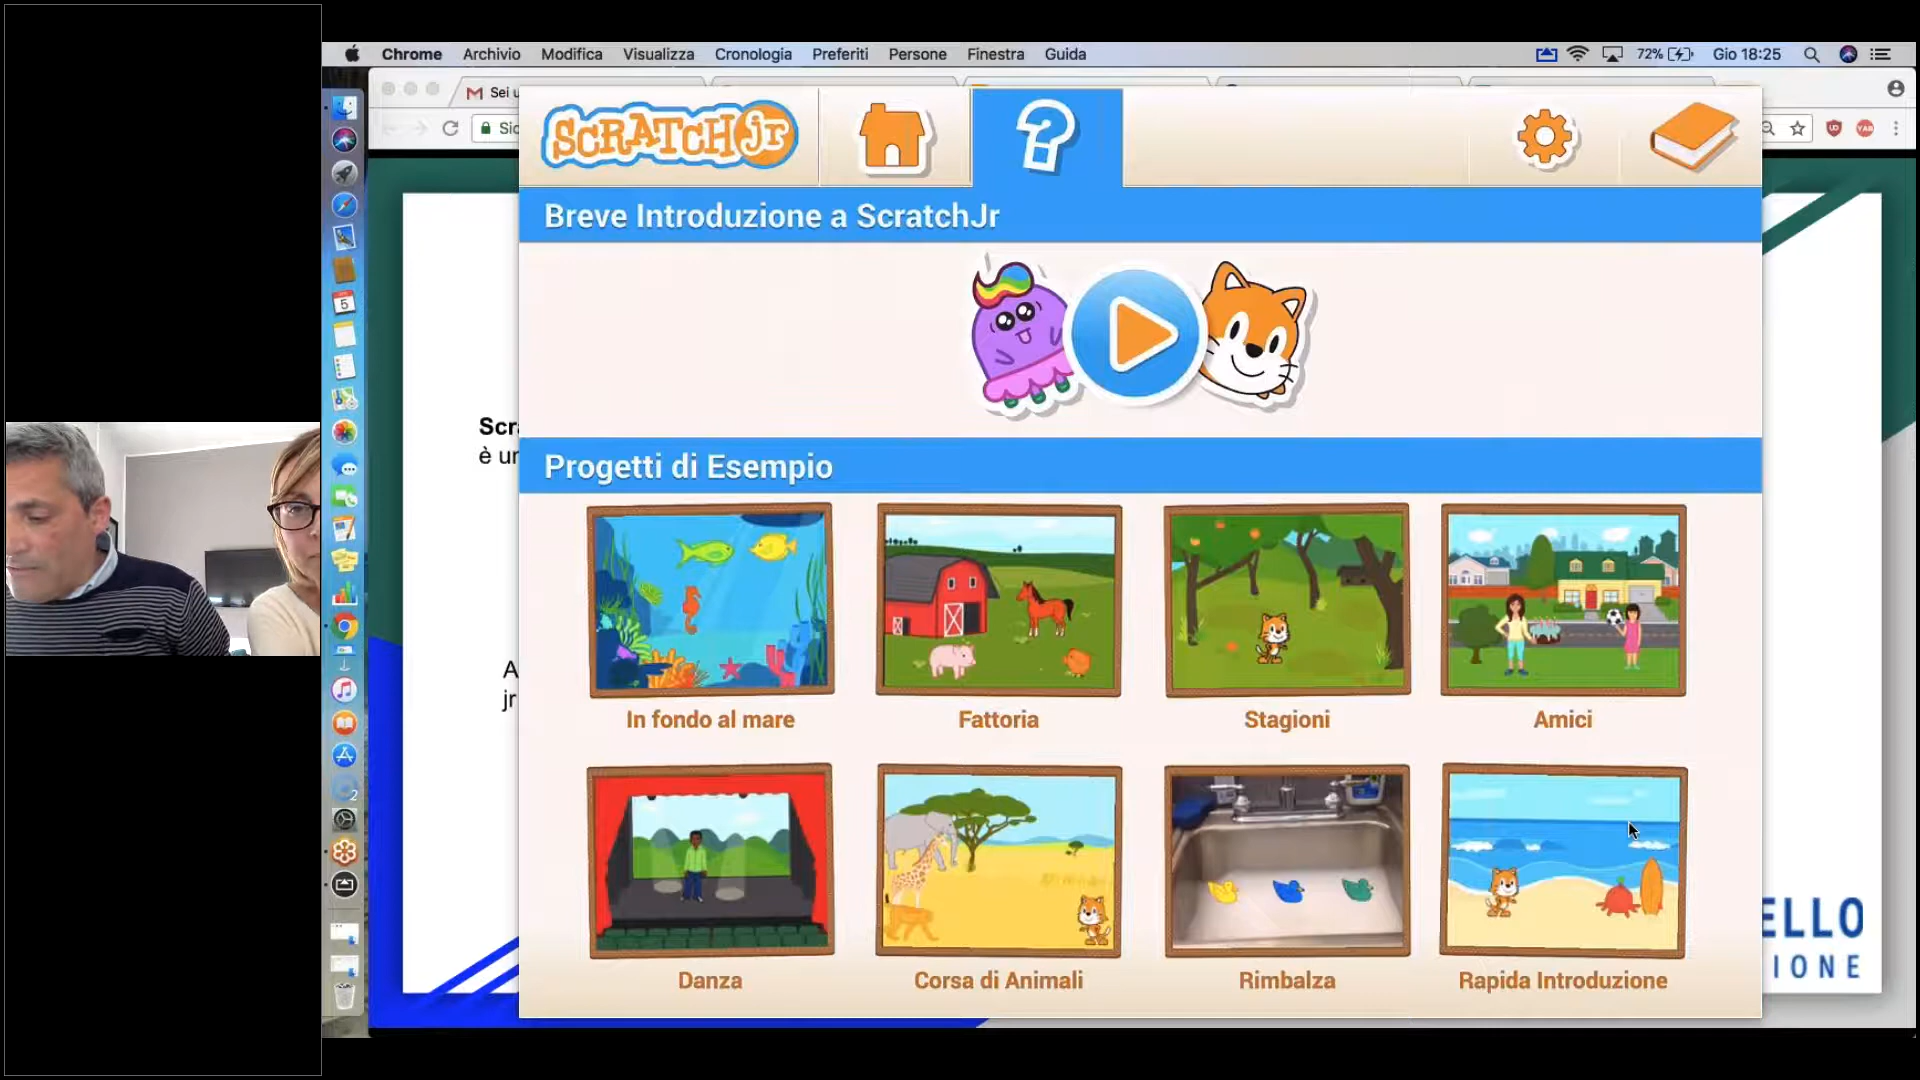 Chrome Archivio Modifica Visualizza Cronologia Preferiti Persone Finestra Guida 72% Gio 18:25
Sei u
Sic
SCRATCH jr
?
Breve Introduzione a ScratchJr
Progetti di Esempio
In fondo al mare Fattoria Stagioni Amici
Danza Corsa di Animali Rimbalza Rapida Introduzione
Scr
è un
A
jr
ELLO
IONE
5